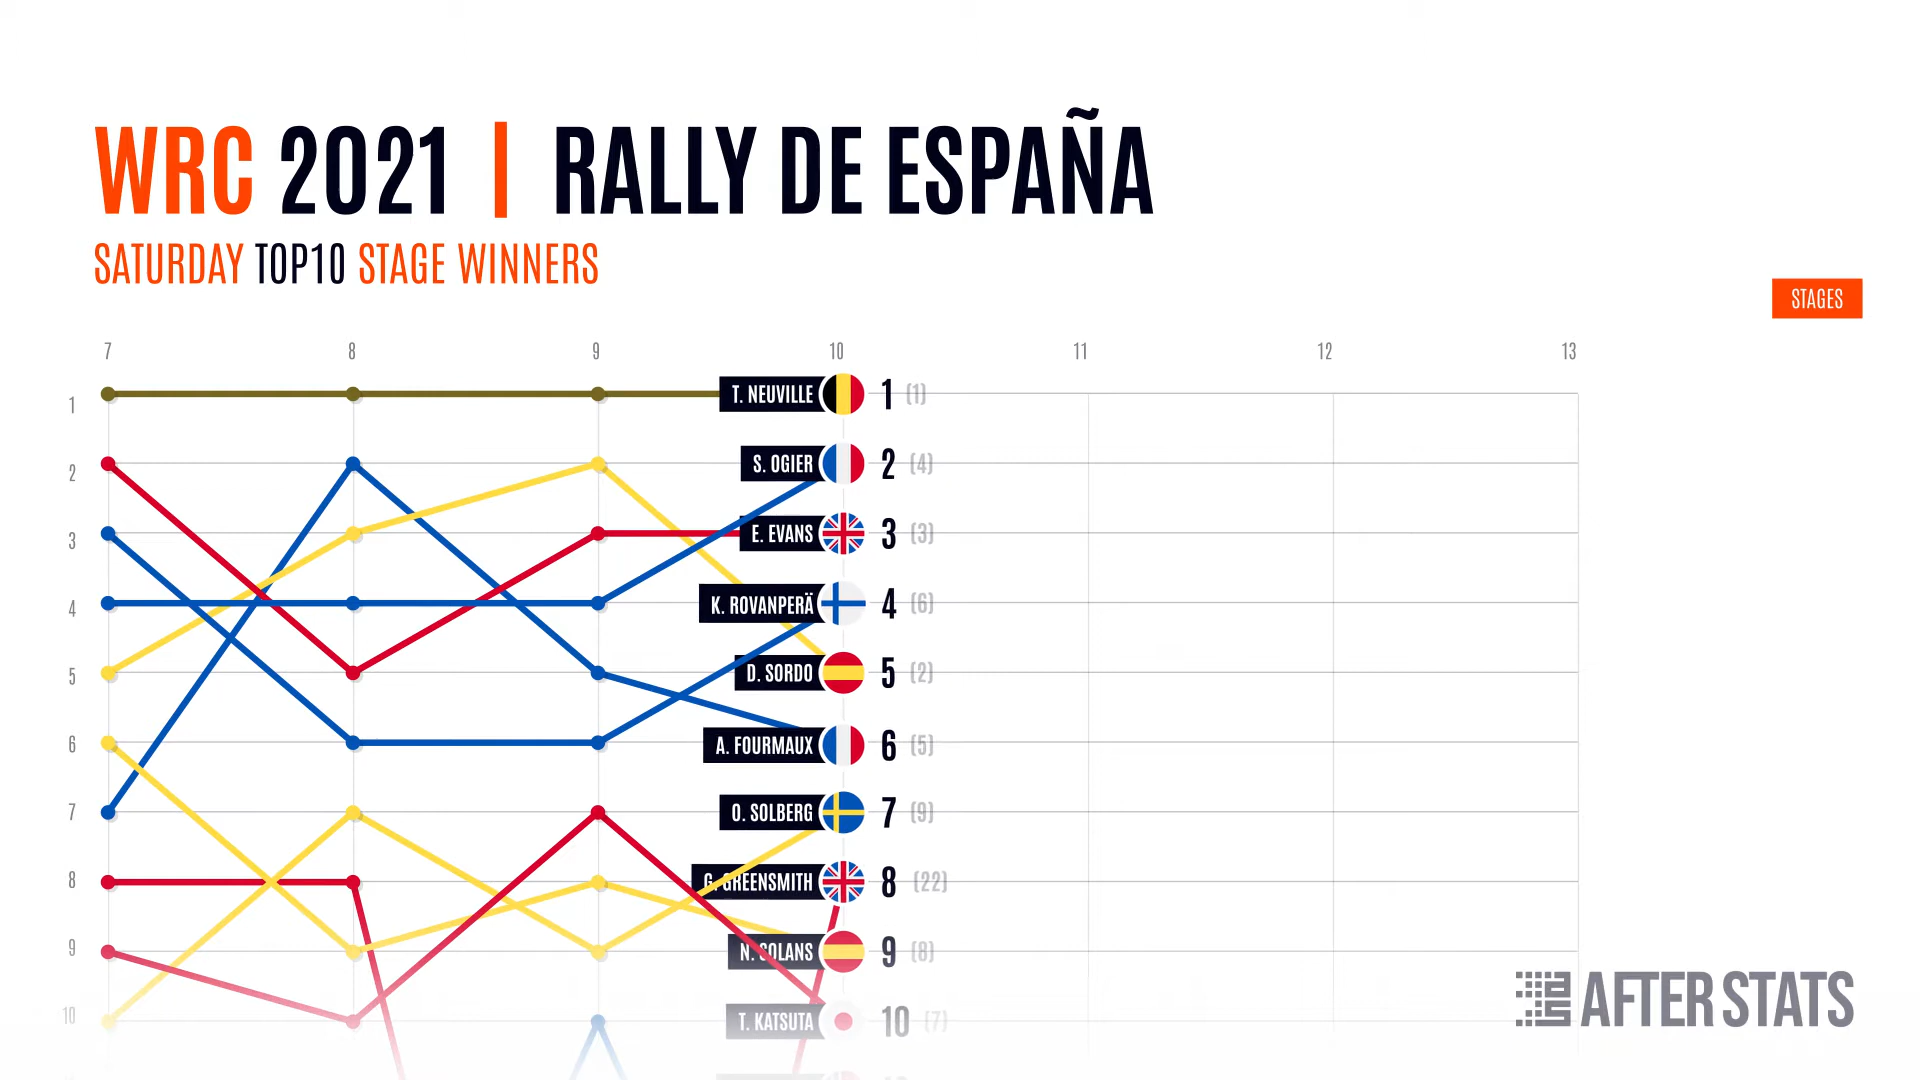 WRC 2021 | RALLY DE ESPAÑA
SATURDAY TOP10 STAGE WINNERS
STAGES
7 8 9 10 11 12 13
1 T. NEUVILLE 1 (1)
2 S. OGIER 2 (4)
3 E. EVANS 3 (3)
4 K. ROVANPERÄ 4 (6)
5 D. SORDO 5 (2)
6 A. FOURMAUX 6 (5)
7 O. SOLBERG 7 (9)
8 G. GREENSMITH 8 (22)
9 N. SOLANS 9 (8)
10 T. KATSUTA 10 (7)
AFTER STATS